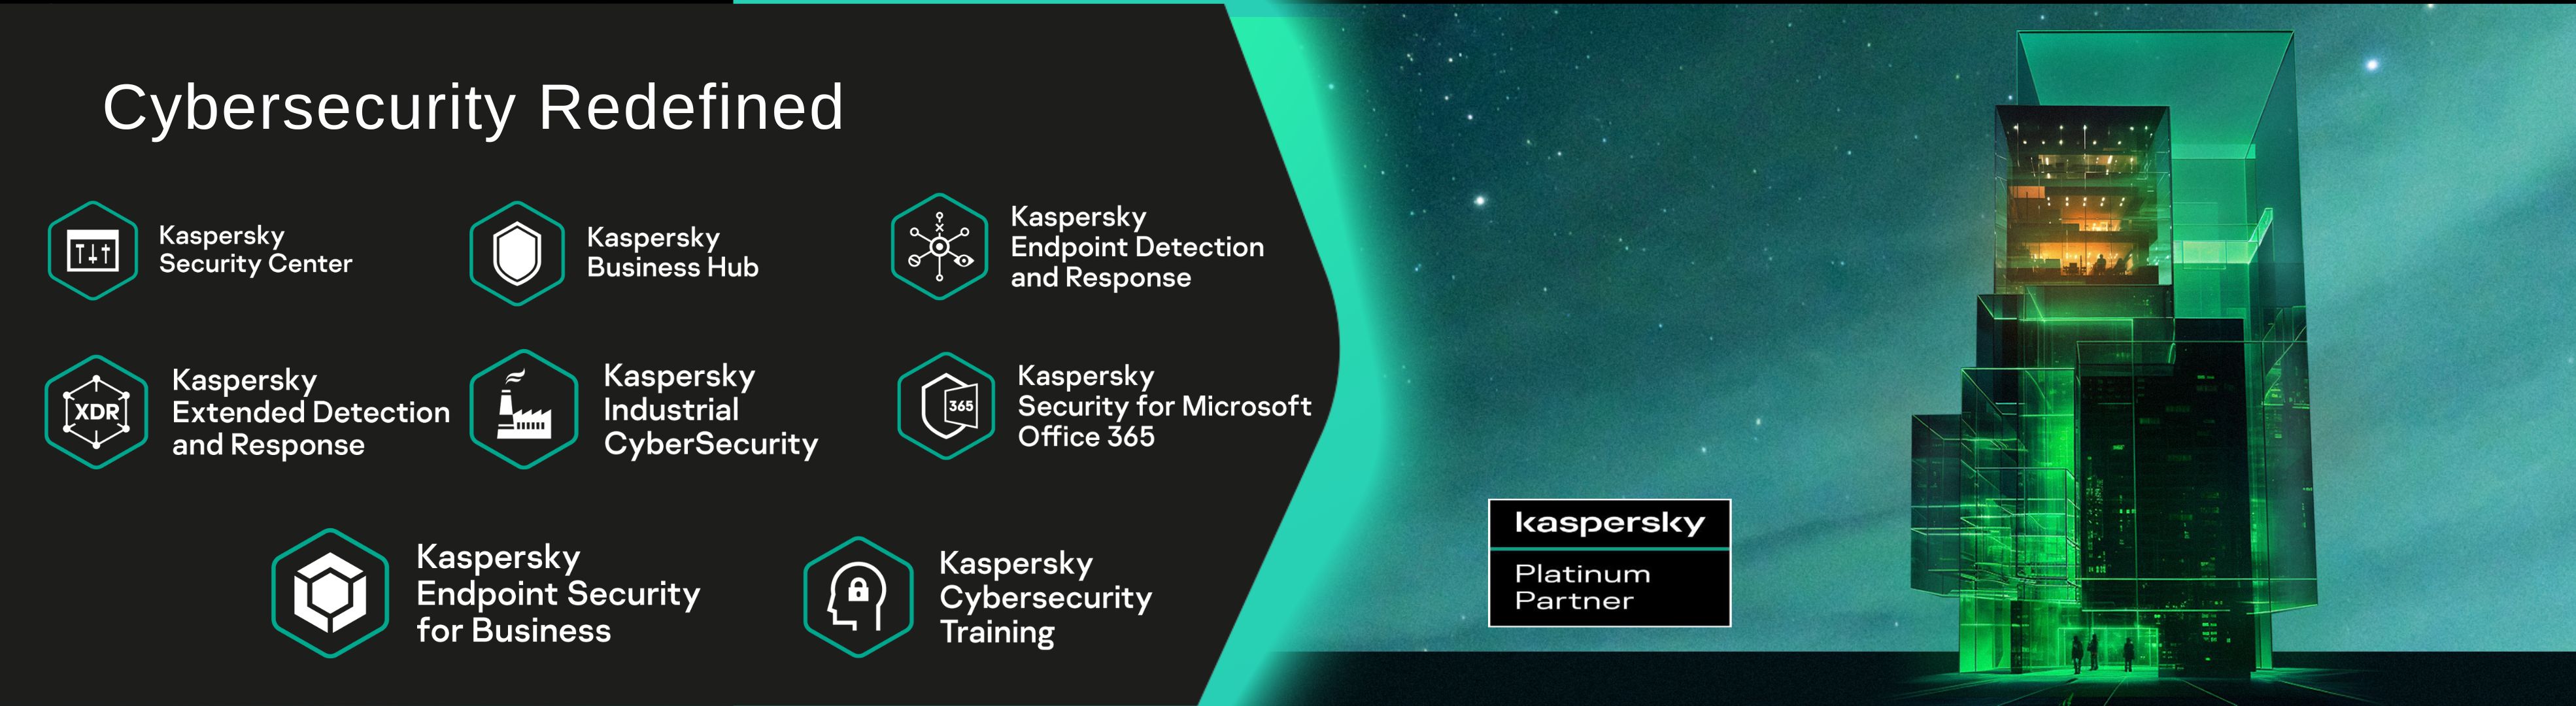 Cybersecurity Redefined
Kaspersky
Security Center
Kaspersky
Business Hub
Kaspersky
Endpoint Detection
and Response
XDR
Kaspersky
Extended Detection
and Response
Kaspersky
Industrial
CyberSecurity
365
Kaspersky
Security for Microsoft
Office 365
Kaspersky
Endpoint Security
for Business
Kaspersky
Cybersecurity
Training
kaspersky
Platinum
Partner